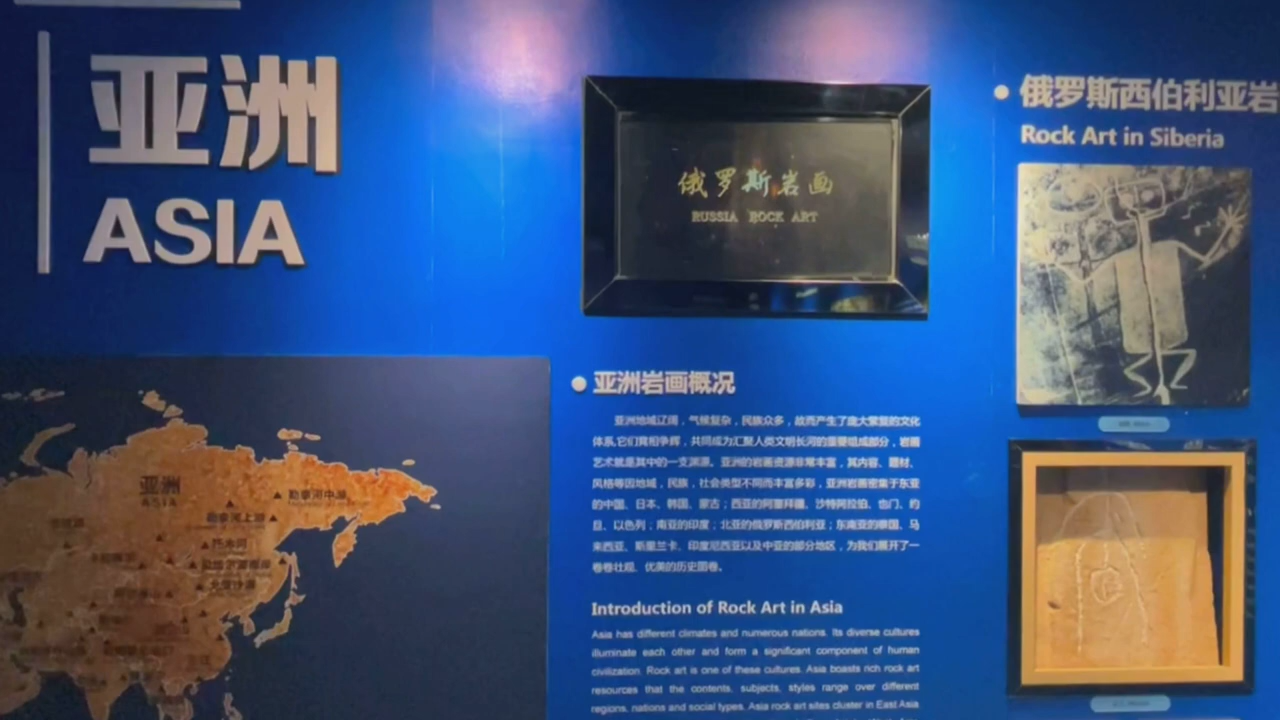 亚洲
ASIA
俄罗斯岩画
RUSSIA ROCK ART
俄罗斯西伯利亚岩
Rock Art in Siberia
亚洲
ASIA
勒拿河中游
勒拿河上游
亚洲岩画概况
亚洲地域辽阔，气候复杂，民族众多，故而产生了庞大繁复的文化
体系,它们竞相争辉，共同成为汇聚人类文明长河的重要组成部分，岩画
艺术就是其中的一支渊源。亚洲的岩画资源非常丰富，其内容、题材、
风格等因地域，民族，社会类型不同而丰富多彩，亚洲岩画密集于东亚
的中国、日本、韩国、蒙古；西亚的阿塞拜疆、沙特阿拉伯、也门、约
旦、以色列；南亚的印度；北亚的俄罗斯西伯利亚；东南亚的泰国、马
来西亚、斯里兰卡、印度尼西亚以及中亚的部分地区，为我们展开了一
卷卷壮观、优美的历史图卷。
Introduction of Rock Art in Asia
Asia has different climates and numerous nations. Its diverse cultures
illuminate each other and form a significant component of human
civilization. Rock art is one of these cultures. Asia boasts rich rock art
resources that the contents, subjects, styles range over different
regions, nations and social types. Asia rock art sites cluster in East Asia